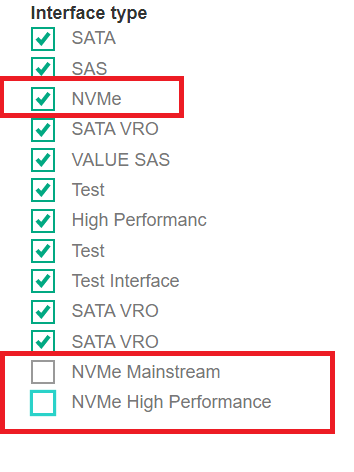 Interface type
SATA
SAS
NVMe
SATA VRO
VALUE SAS
Test
High Performanc
Test
Test Interface
SATA VRO
SATA VRO
NVMe Mainstream
NVMe High Performance